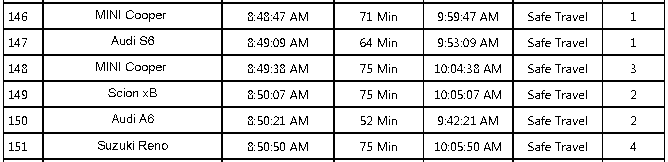 146 MINI Cooper 8:48:47 AM 71 Min 9:59:47 AM Safe Travel 1
147 Audi S6 8:49:09 AM 64 Min 9:53:09 AM Safe Travel 1
148 MINI Cooper 8:49:38 AM 75 Min 10:04:38 AM Safe Travel 3
149 Scion xB 8:50:07 AM 75 Min 10:05:07 AM Safe Travel 2
150 Audi A6 8:50:21 AM 52 Min 9:42:21 AM Safe Travel 2
151 Suzuki Reno 8:50:50 AM 75 Min 10:05:50 AM Safe Travel 4